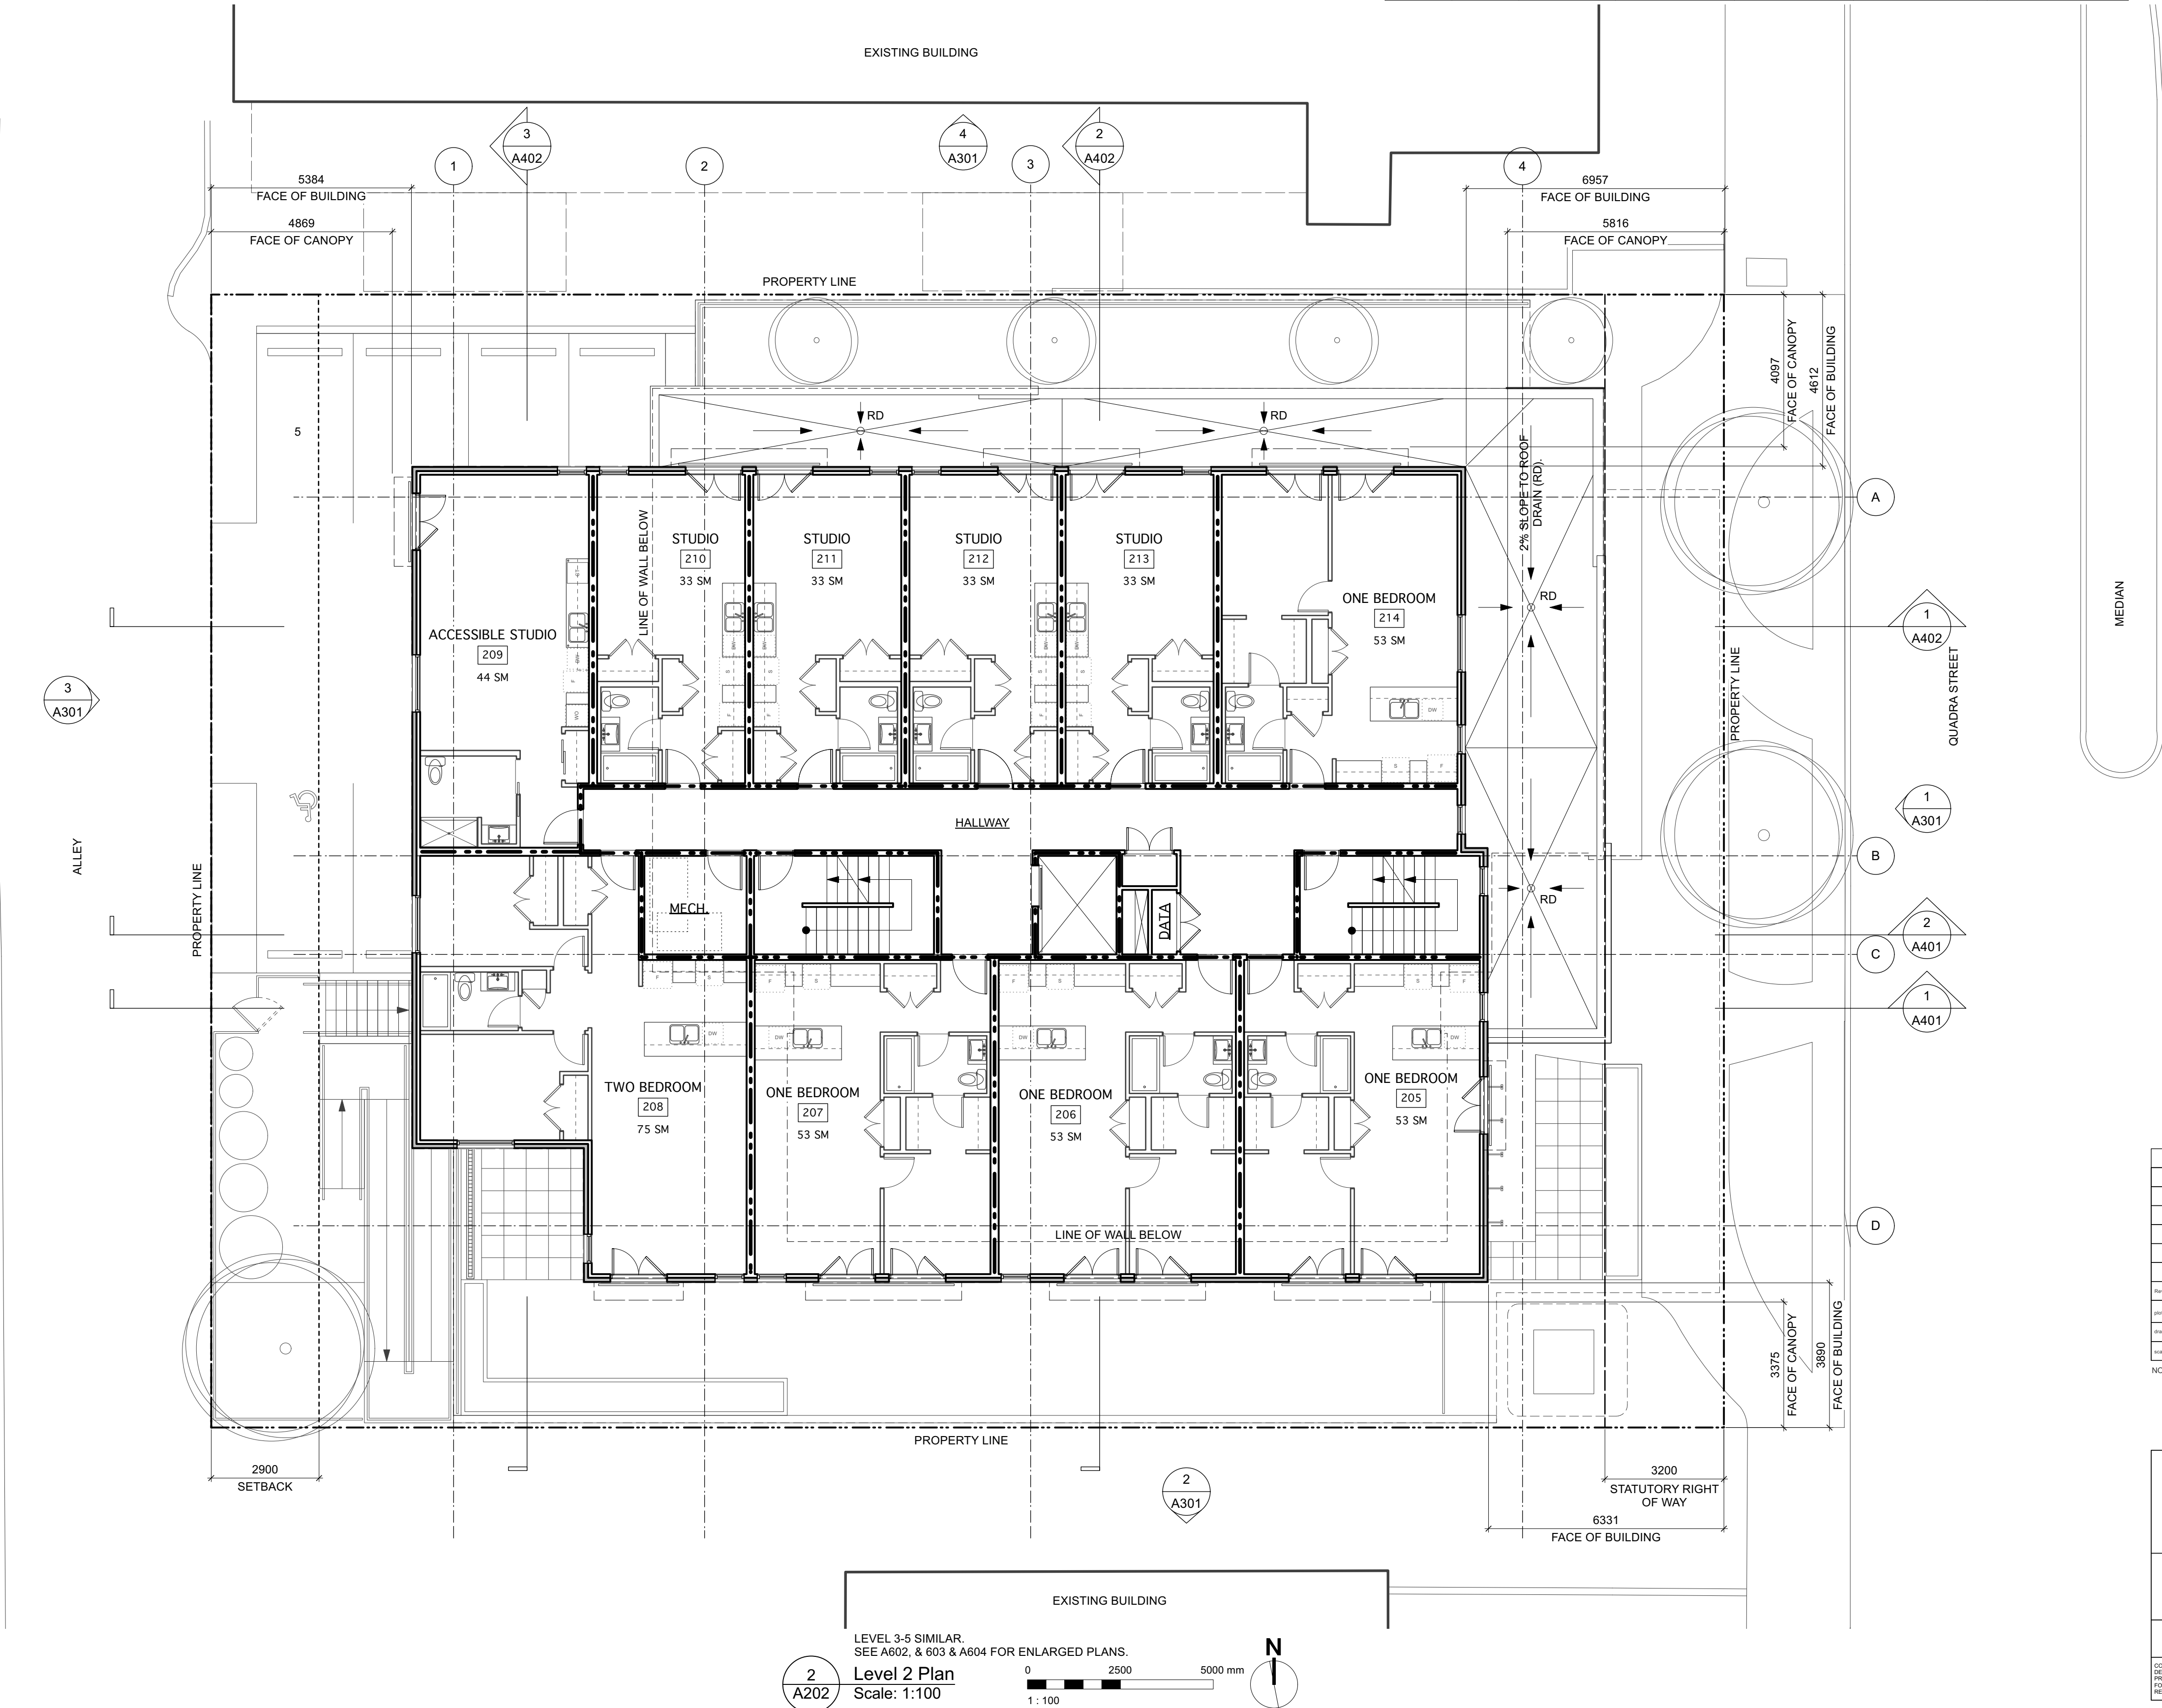 EXISTING BUILDING
3
A402
4
A301
2
A402
1
2
3
4
5384
FACE OF BUILDING
4869
FACE OF CANOPY
6957
FACE OF BUILDING
5816
FACE OF CANOPY
PROPERTY LINE
4097
FACE OF CANOPY
4612
FACE OF BUILDING
5
RD
RD
2% SLOPE TO ROOF
DRAIN (RD).
A
LINE OF WALL BELOW
STUDIO
210
33 SM
STUDIO
211
33 SM
STUDIO
212
33 SM
STUDIO
213
33 SM
ONE BEDROOM
214
53 SM
RD
ACCESSIBLE STUDIO
209
44 SM
WO
DW
S
F
1
A402
MEDIAN
QUADRA STREET
PROPERTY LINE
3
A301
1
A301
HALLWAY
ALLEY
PROPERTY LINE
B
MECH.
DATA
RD
2
A401
C
1
A401
F
F
S
F
S
S
F
DW
DW
DW
DW
TWO BEDROOM
208
75 SM
ONE BEDROOM
207
53 SM
ONE BEDROOM
206
53 SM
ONE BEDROOM
205
53 SM
LINE OF WALL BELOW
D
3375
FACE OF CANOPY
3890
FACE OF BUILDING
PROPERTY LINE
2900
SETBACK
2
A301
3200
STATUTORY RIGHT
OF WAY
6331
FACE OF BUILDING
EXISTING BUILDING
LEVEL 3-5 SIMILAR.
SEE A602, & 603 & A604 FOR ENLARGED PLANS.
2
A202
Level 2 Plan
Scale: 1:100
0 2500 5000 mm
1 : 100
N